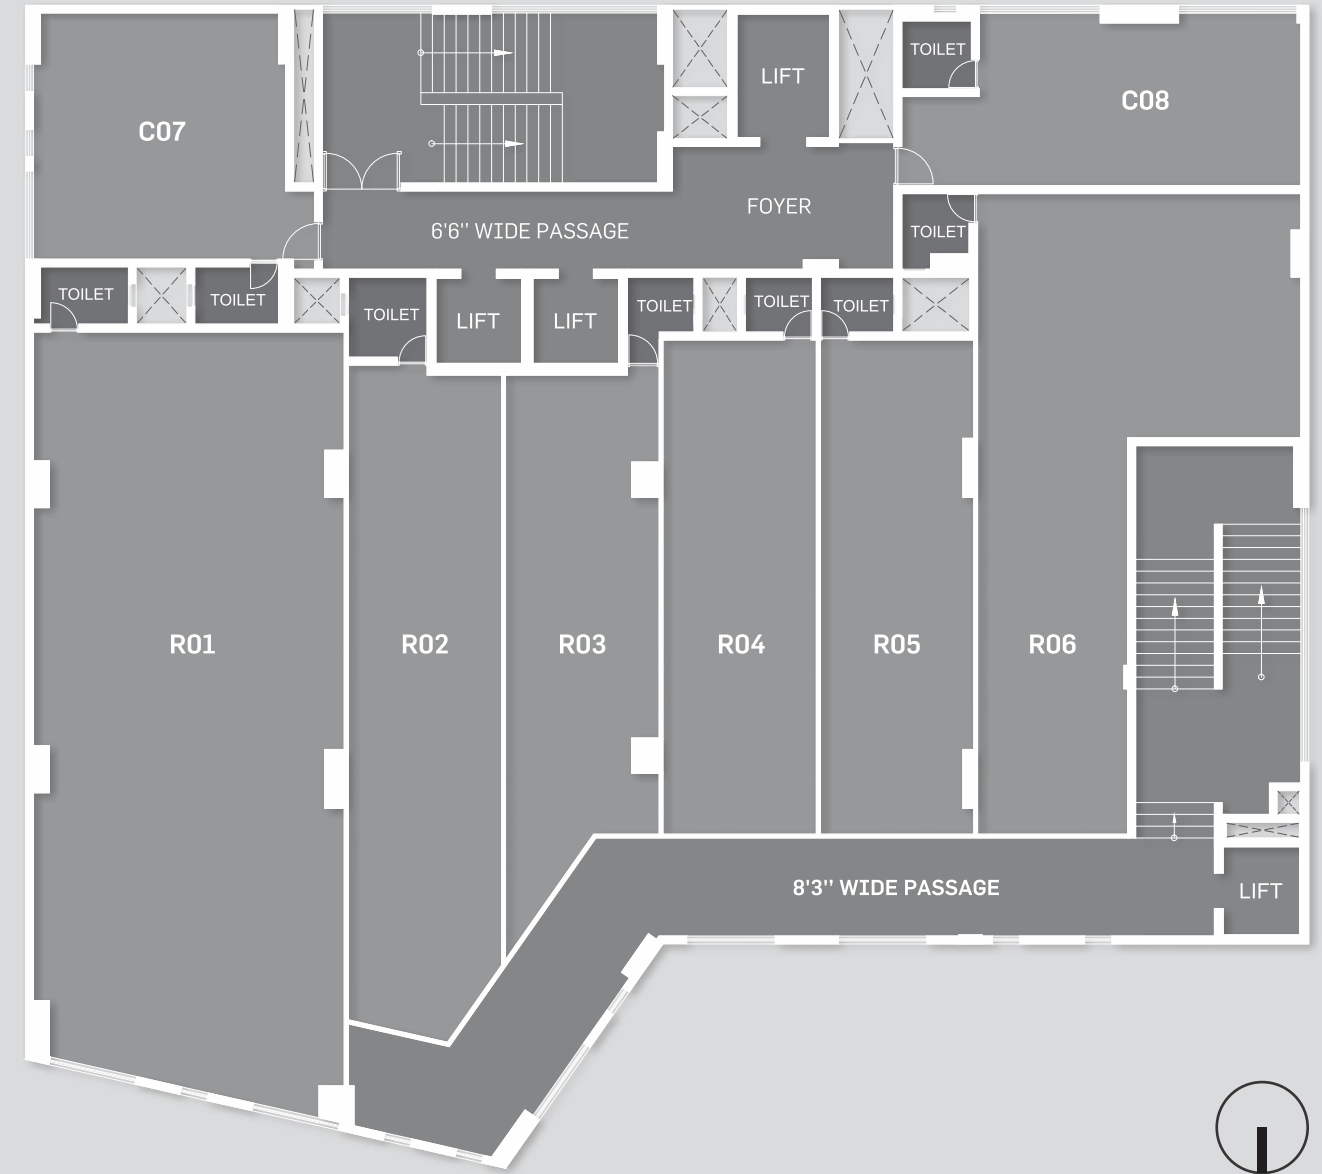 TOILET
LIFT
C08
C07
FOYER
6'6'' WIDE PASSAGE
TOILET
TOILET
TOILET
TOILET
LIFT
LIFT
TOILET
TOILET
TOILET
R01
R02
R03
R04
R05
R06
8'3'' WIDE PASSAGE
LIFT